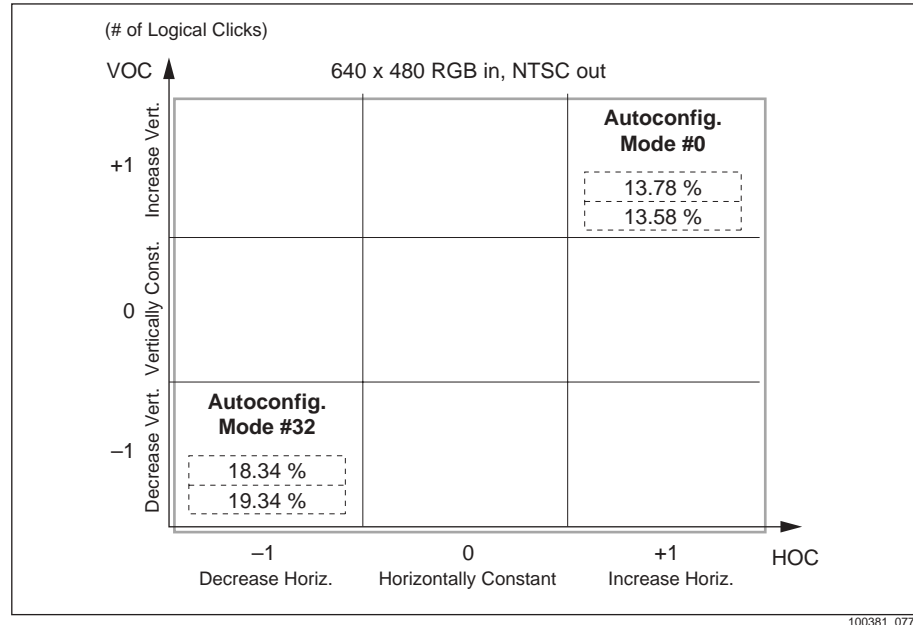 (# of Logical Clicks)
VOC
640 x 480 RGB in, NTSC out
+1
Increase Vert.
Autoconfig.
Mode #0
13.78 %
13.58 %
0
Vertically Const.
–1
Decrease Vert.
Autoconfig.
Mode #32
18.34 %
19.34 %
–1
0
+1
HOC
Decrease Horiz.
Horizontally Constant
Increase Horiz.
100381_077